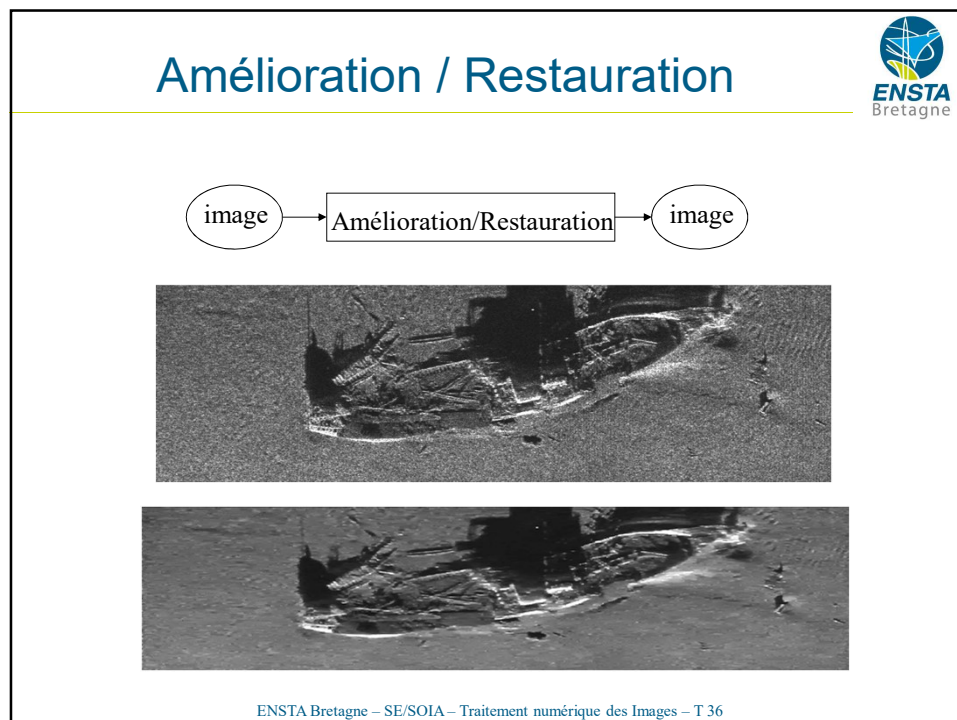 Amélioration / Restauration
ENSTA
Bretagne
image
Amélioration/Restauration
image
ENSTA Bretagne – SE/SOIA – Traitement numérique des Images – T 36